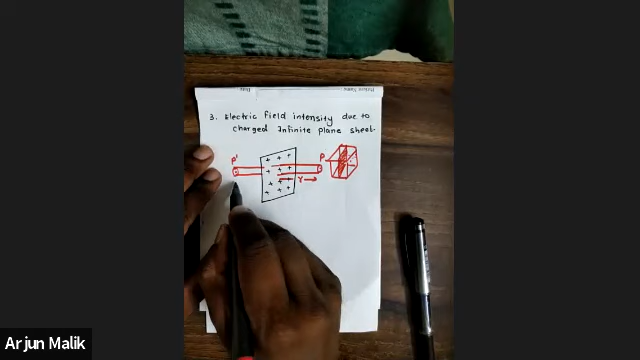 3. Electric field intensity due to
charged Infinite plane sheet.
P'
P
+ + +
+ + +
+ +
+ + +
+ + +
r →
Arjun Malik